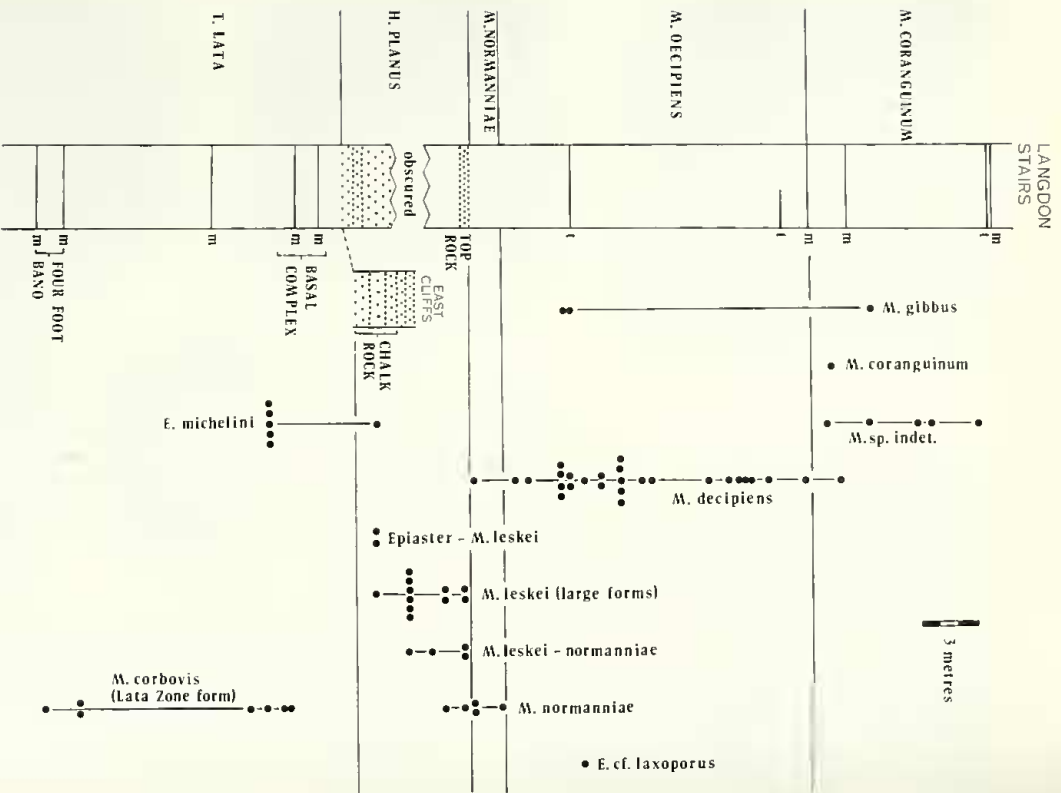 T. LATA
H. PLANUS
M.NORMANNIAE
M. DECIPIENS
M. CORANGUINUM
LANGDON
STAIRS
obscured
m
m
m
m
m
t
t
m
m
t
m
FOUR FOOT
BAND
BASAL
COMPLEX
TOP
ROCK
EAST
CLIFFS
CHALK
ROCK
M. gibbus
M. coranguinum
E. michelini
M.sp. indet.
M. decipiens
Epiaster – M. leskei
M. leskei (large forms)
M. leskei – normanniae
M. corbovis
(Lata Zone form)
M. normanniae
E. cf. laxoporus
3 metres